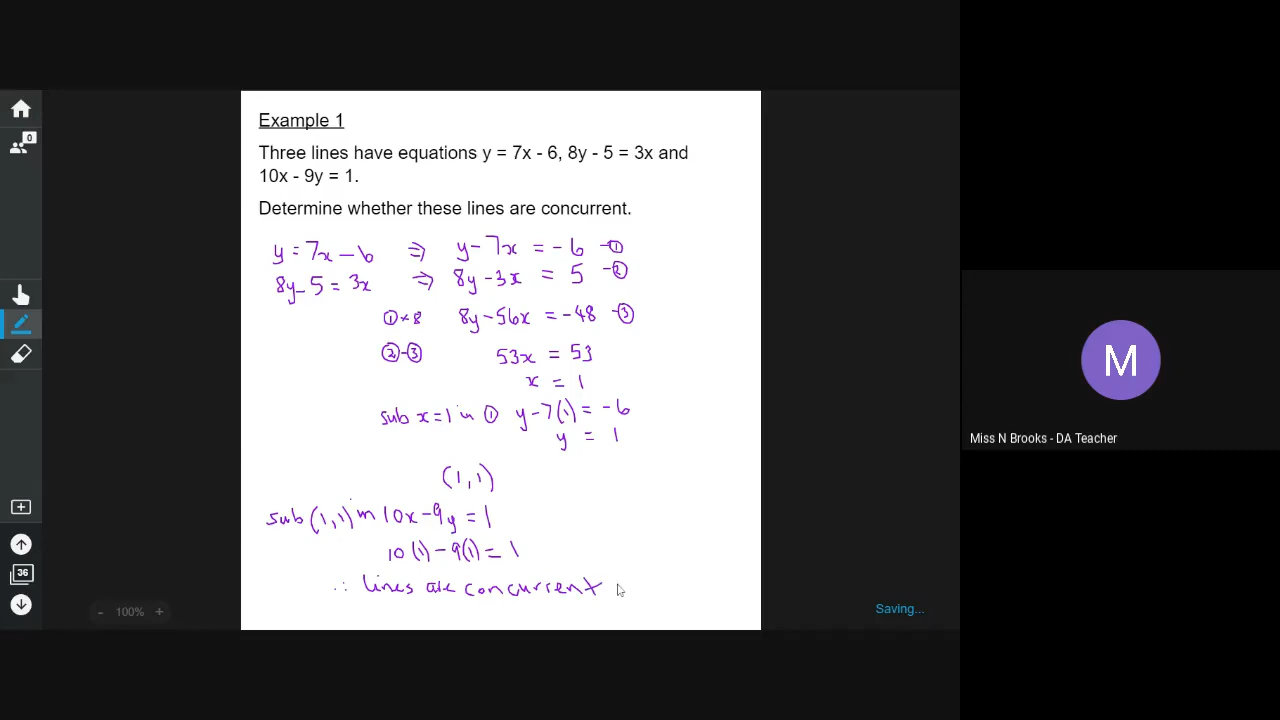 Example 1
Three lines have equations y = 7x - 6, 8y - 5 = 3x and
10x - 9y = 1.
Determine whether these lines are concurrent.
y = 7x - 6 ⇒ y - 7x = -6 -①
8y - 5 = 3x ⇒ 8y - 3x = 5 -②
① × 8 8y - 56x = -48 -③
② - ③ 53x = 53
x = 1
sub x = 1 in ① y - 7(1) = -6
y = 1
(1, 1)
sub (1, 1) in 10x - 9y = 1
10(1) - 9(1) = 1
∴ lines are concurrent
0
36
- 100% +
Saving...
M
Miss N Brooks - DA Teacher